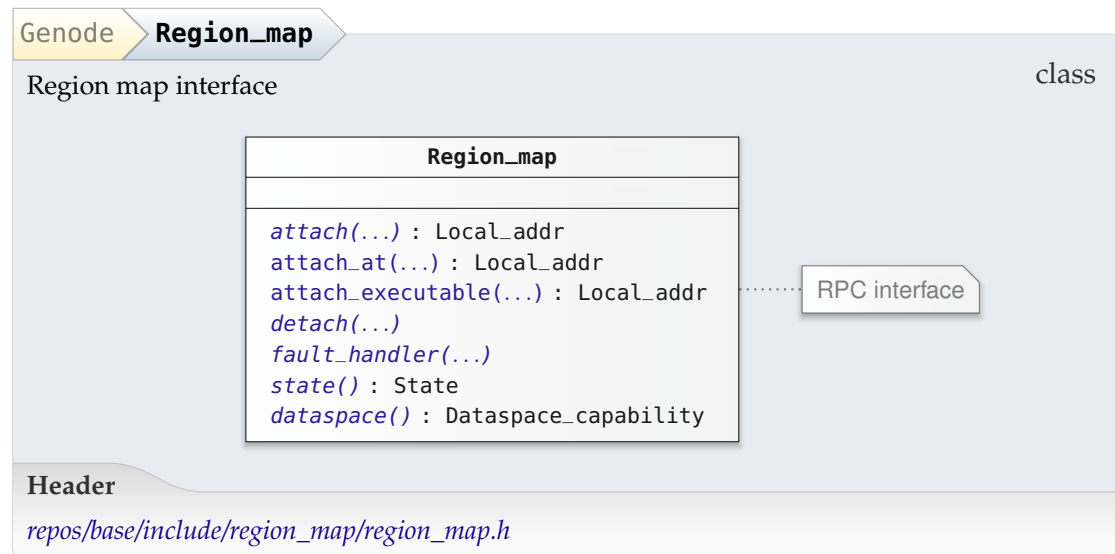 Genode Region_map
Region map interface
class
Region_map
attach(...) : Local_addr
attach_at(...) : Local_addr
attach_executable(...) : Local_addr
detach(...)
fault_handler(...)
state() : State
dataspace() : Dataspace_capability
RPC interface
Header
repos/base/include/region_map/region_map.h